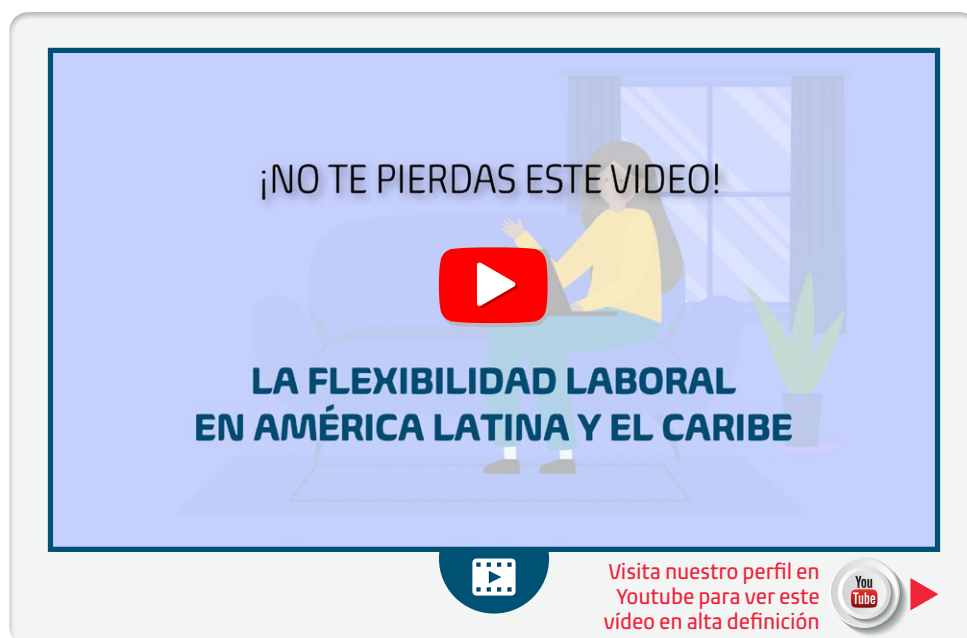 ¡NO TE PIERDAS ESTE VIDEO!
LA FLEXIBILIDAD LABORAL
EN AMÉRICA LATINA Y EL CARIBE
Visita nuestro perfil en
Youtube para ver este
vídeo en alta definición
You
Tube